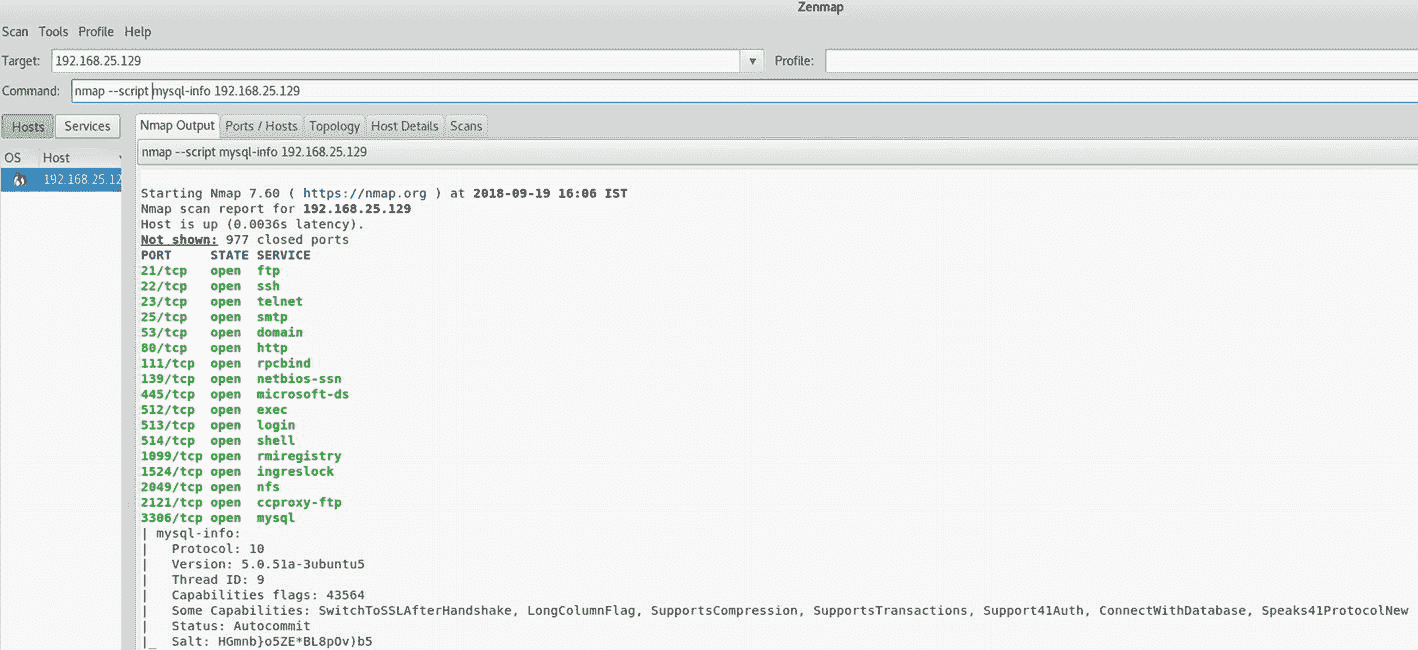 Zenmap
Scan Tools Profile Help
Target: 192.168.25.129 Profile:
Command: nmap --script mysql-info 192.168.25.129
Hosts Services Nmap Output Ports / Hosts Topology Host Details Scans
OS Host nmap --script mysql-info 192.168.25.129
192.168.25.12
Starting Nmap 7.60 ( https://nmap.org ) at 2018-09-19 16:06 IST
Nmap scan report for 192.168.25.129
Host is up (0.0036s latency).
Not shown: 977 closed ports
PORT STATE SERVICE
21/tcp open ftp
22/tcp open ssh
23/tcp open telnet
25/tcp open smtp
53/tcp open domain
80/tcp open http
111/tcp open rpcbind
139/tcp open netbios-ssn
445/tcp open microsoft-ds
512/tcp open exec
513/tcp open login
514/tcp open shell
1099/tcp open rmiregistry
1524/tcp open ingreslock
2049/tcp open nfs
2121/tcp open ccproxy-ftp
3306/tcp open mysql
| mysql-info:
|   Protocol: 10
|   Version: 5.0.51a-3ubuntu5
|   Thread ID: 9
|   Capabilities flags: 43564
|   Some Capabilities: SwitchToSSLAfterHandshake, LongColumnFlag, SupportsCompression, SupportsTransactions, Support41Auth, ConnectWithDatabase, Speaks41ProtocolNew
|   Status: Autocommit
|_  Salt: HGmnb}o5ZE*BL8pOv)b5